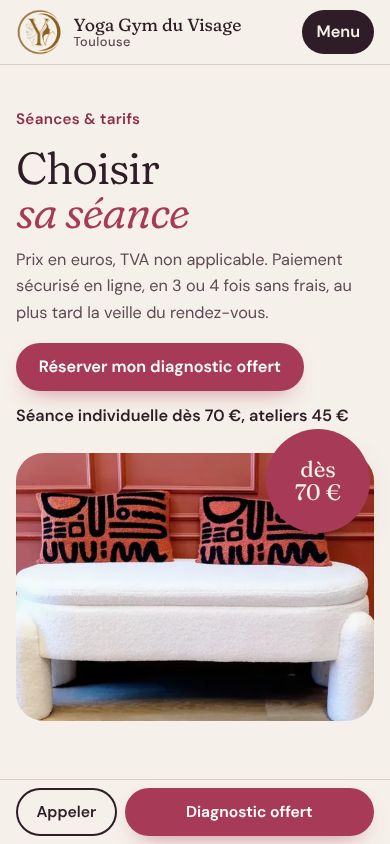 Yoga Gym du Visage
Toulouse
Menu
Séances & tarifs
Choisir
sa séance
Prix en euros, TVA non applicable. Paiement
sécurisé en ligne, en 3 ou 4 fois sans frais, au
plus tard la veille du rendez-vous.
Réserver mon diagnostic offert
Séance individuelle dès 70 €, ateliers 45 €
dès
70 €
Appeler
Diagnostic offert